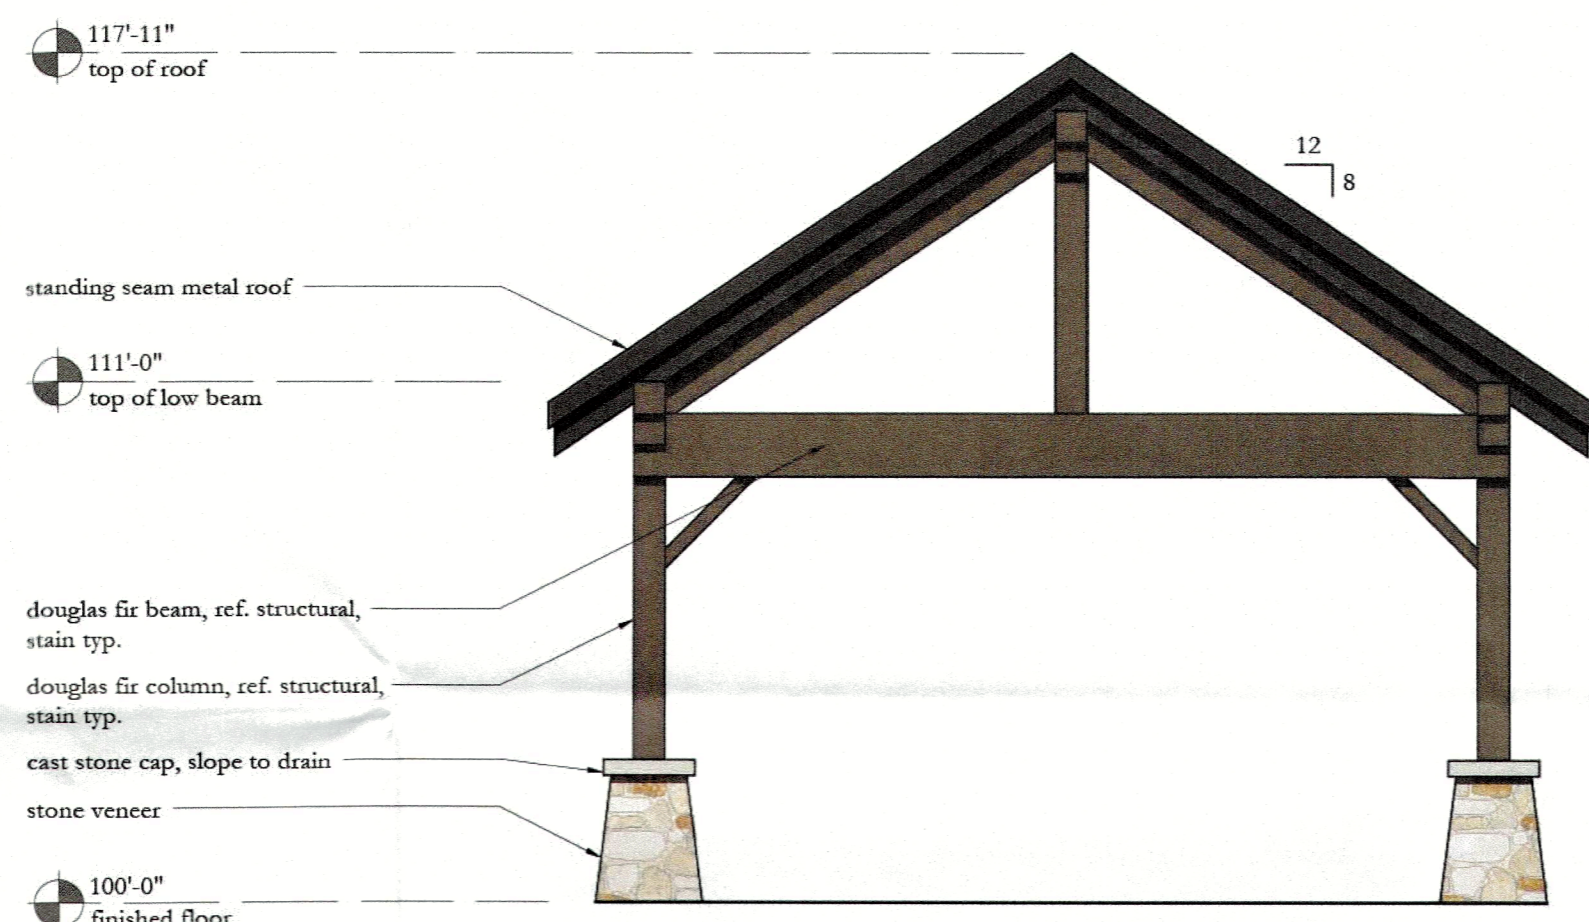 117'-11"
top of roof
12
8
standing seam metal roof
111'-0"
top of low beam
douglas fir beam, ref. structural,
stain typ.
douglas fir column, ref. structural,
stain typ.
cast stone cap, slope to drain
stone veneer
100'-0"
finished floor